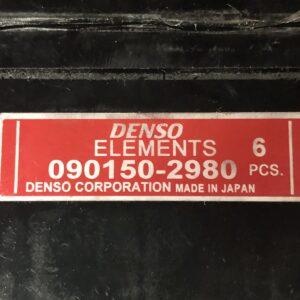 DENSO
ELEMENTS 6
090150-2980 PCS.
DENSO CORPORATION MADE IN JAPAN